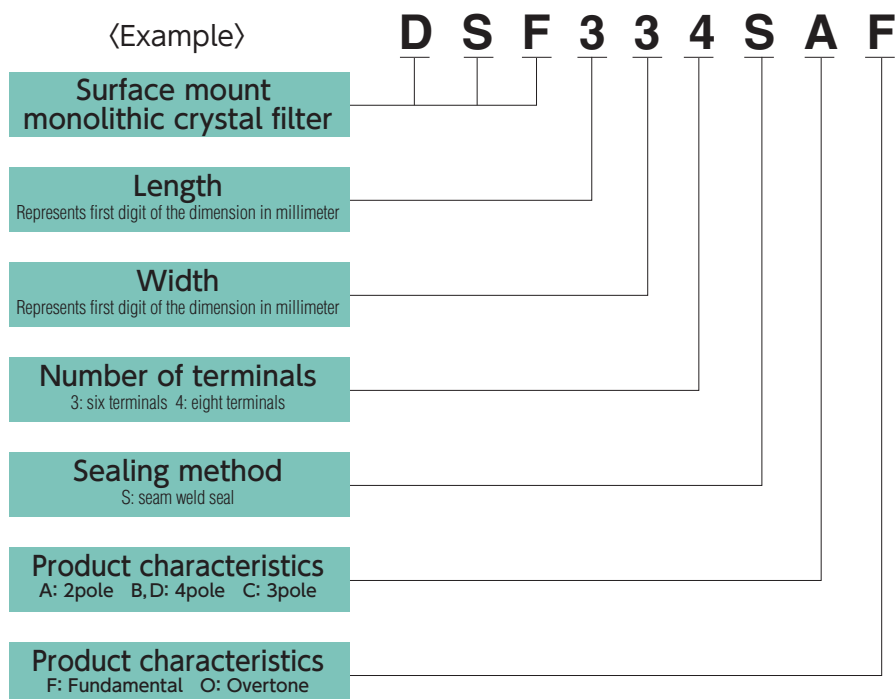 〈Example〉 D S F 3 3 4 S A F
Surface mount
monolithic crystal filter
Length
Represents first digit of the dimension in millimeter
Width
Represents first digit of the dimension in millimeter
Number of terminals
3: six terminals 4: eight terminals
Sealing method
S: seam weld seal
Product characteristics
A: 2pole B, D: 4pole C: 3pole
Product characteristics
F: Fundamental O: Overtone